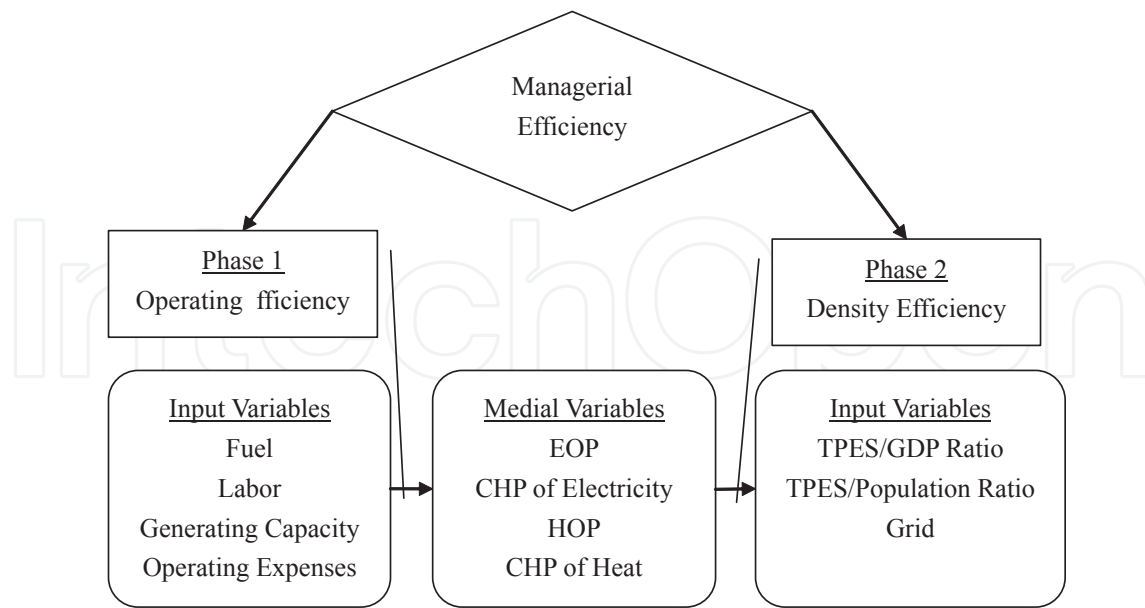 Managerial
Efficiency
Phase 1
Operating fficiency
Phase 2
Density Efficiency
Input Variables
Fuel
Labor
Generating Capacity
Operating Expenses
Medial Variables
EOP
CHP of Electricity
HOP
CHP of Heat
Input Variables
TPES/GDP Ratio
TPES/Population Ratio
Grid
IntechOpen